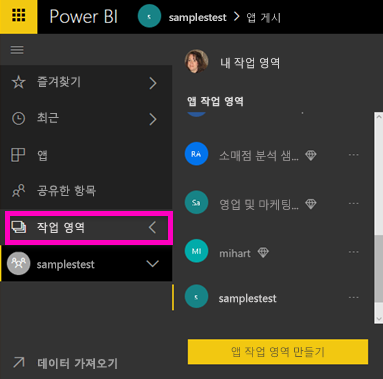 Power BI
s
samplestest > 앱 게시
즐겨찾기
최근
앱
공유한 항목
작업 영역
samplestest
데이터 가져오기
내 작업 영역
앱 작업 영역
RA
소매점 분석 샘...
Sa
영업 및 마케팅...
MI
mihart
s
samplestest
앱 작업 영역 만들기